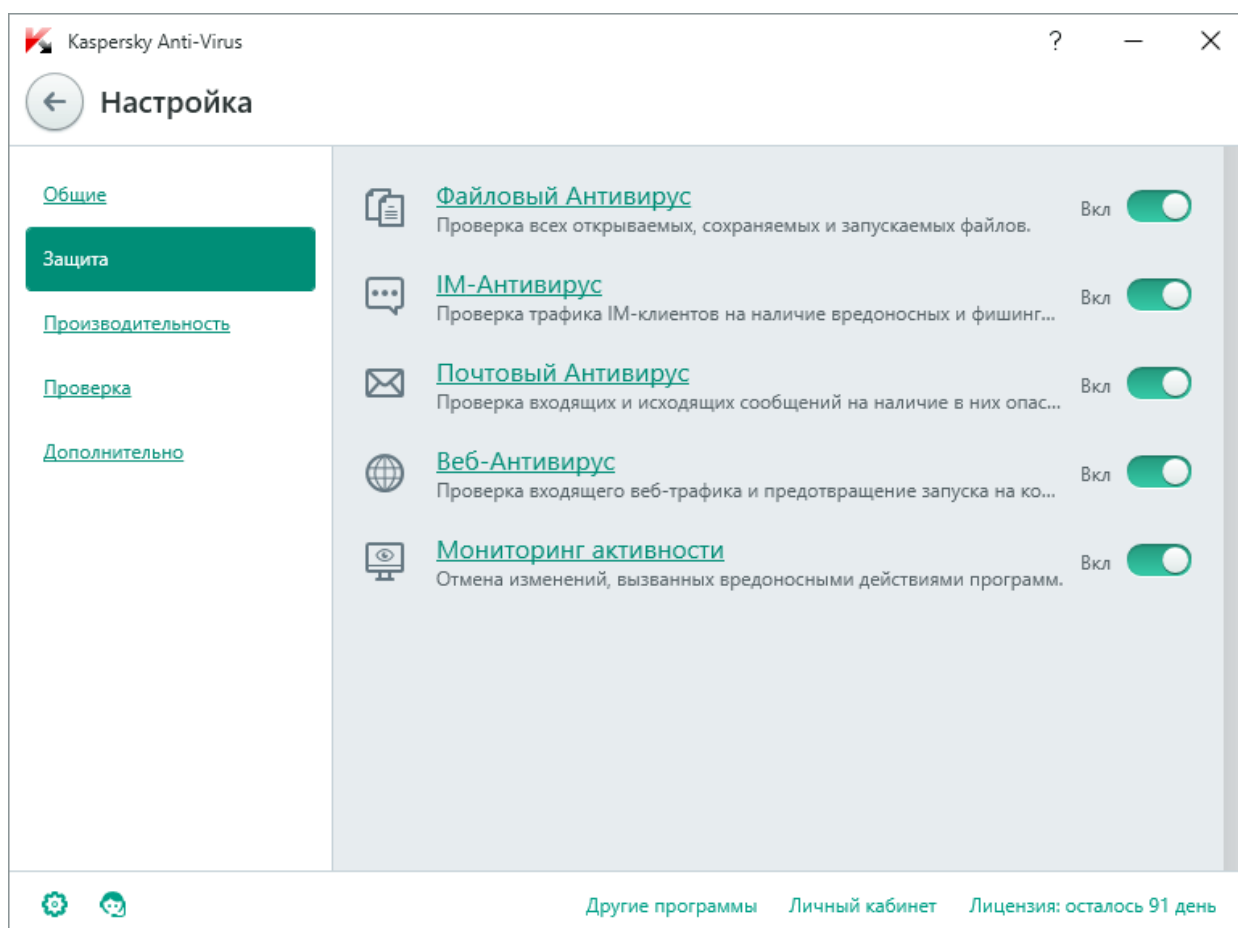 Kaspersky Anti-Virus
?
Настройка
Общие
Защита
Производительность
Проверка
Дополнительно
Файловый Антивирус
Вкл
Проверка всех открываемых, сохраняемых и запускаемых файлов.
IM-Антивирус
Вкл
Проверка трафика IM-клиентов на наличие вредоносных и фишинг...
Почтовый Антивирус
Вкл
Проверка входящих и исходящих сообщений на наличие в них опас...
Веб-Антивирус
Вкл
Проверка входящего веб-трафика и предотвращение запуска на ко...
Мониторинг активности
Вкл
Отмена изменений, вызванных вредоносными действиями программ.
Другие программы Личный кабинет Лицензия: осталось 91 день